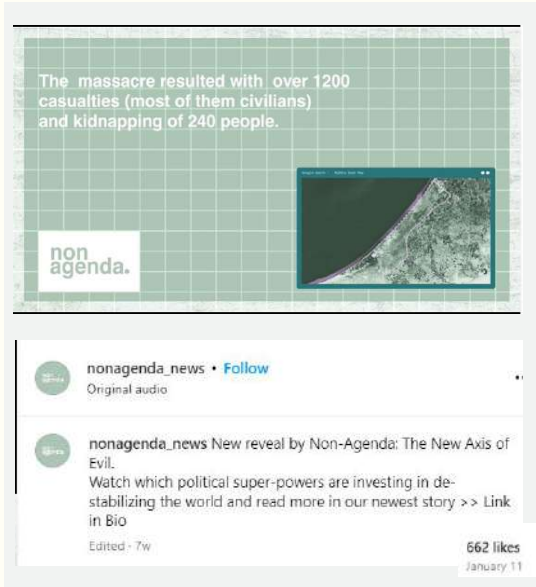 The massacre resulted with over 1200
casualties (most of them civilians)
and kidnapping of 240 people.
non
agenda.
nonagenda_news • Follow
Original audio
nonagenda_news New reveal by Non-Agenda: The New Axis of
Evil.
Watch which political super-powers are investing in de-
stabilizing the world and read more in our newest story >> Link
in Bio
Edited · 7w
662 likes
January 11